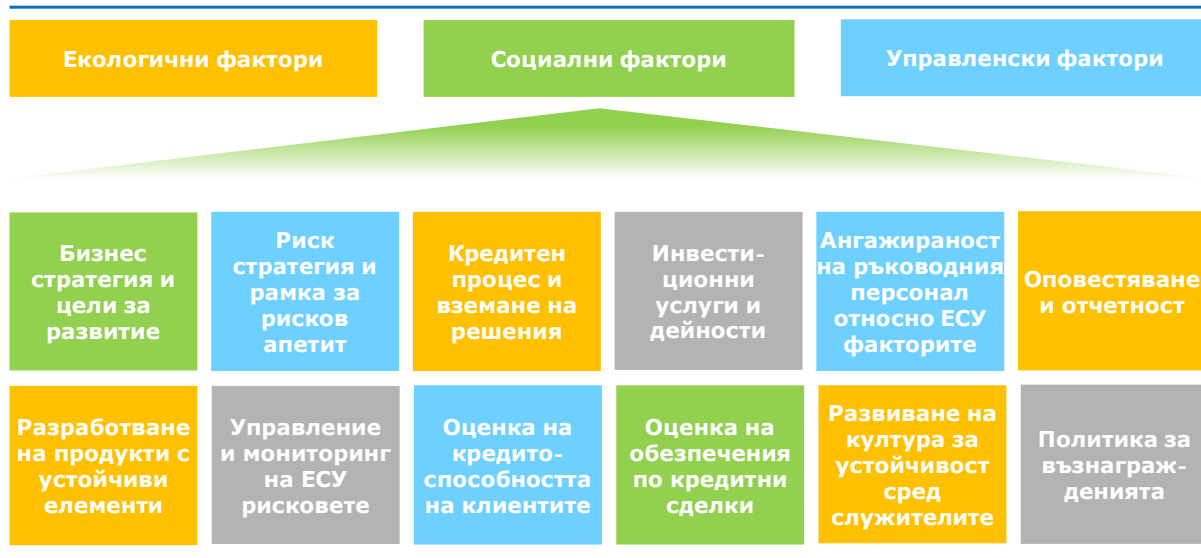 Екологични фактори
Социални фактори
Управленски фактори
Бизнес
стратегия и
цели за
развитие
Риск
стратегия и
рамка за
рисков
апетит
Кредитен
процес и
вземане на
решения
Инвести-
ционни
услуги и
дейности
Ангажираност
на ръководния
персонал
относно ЕСУ
факторите
Оповестяване
и отчетност
Разработване
на продукти с
устойчиви
елементи
Управление
и мониторинг
на ЕСУ
рисковете
Оценка на
кредито-
способността
на клиентите
Оценка на
обезпечения
по кредитни
сделки
Развиване на
култура за
устойчивост
сред
служителите
Политика за
възнаграж-
денията